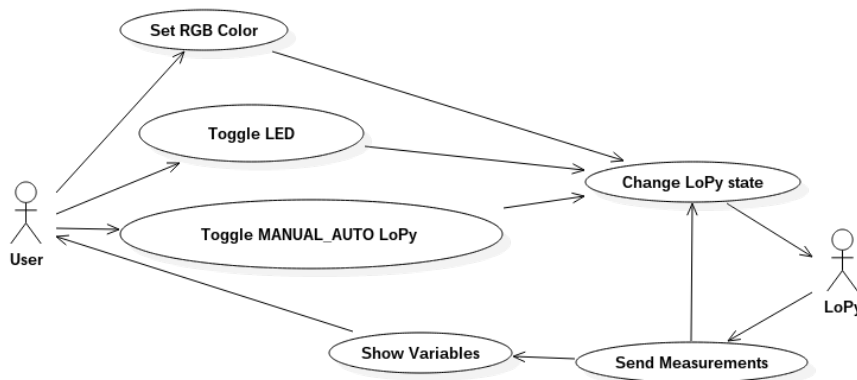 Set RGB Color
Toggle LED
Change LoPy state
Toggle MANUAL_AUTO LoPy
User
LoPy
Show Variables
Send Measurements